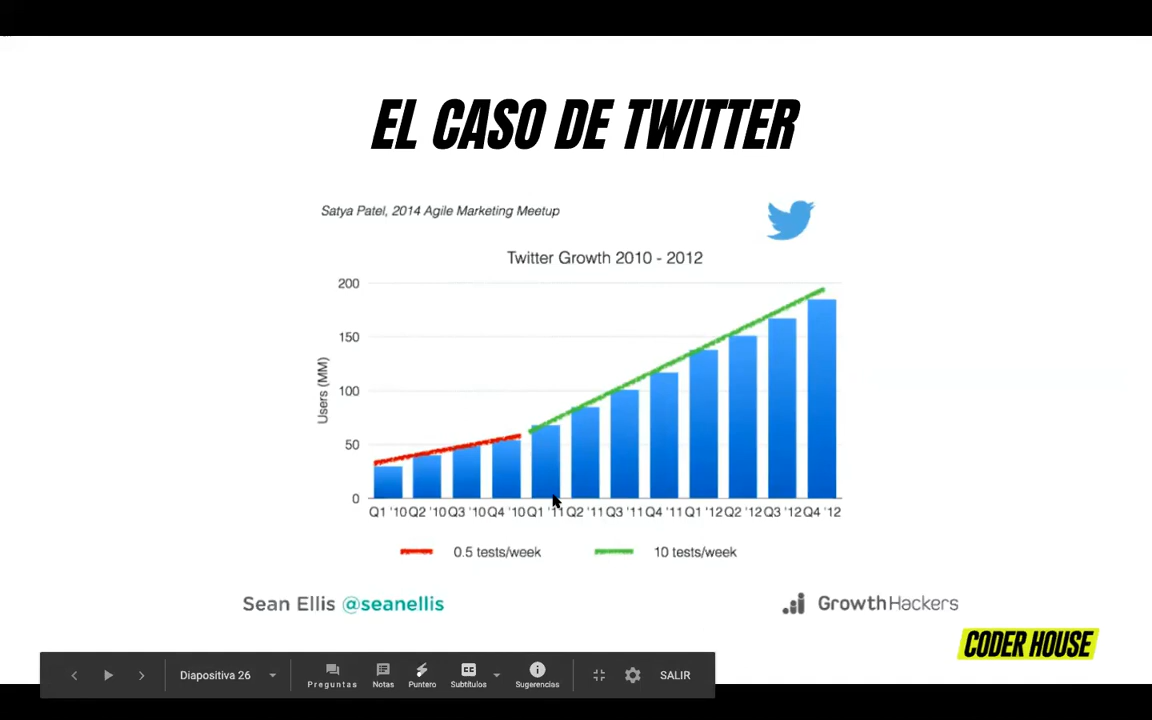 EL CASO DE TWITTER
Satya Patel, 2014 Agile Marketing Meetup
Twitter Growth 2010 - 2012
200
150
100
50
0
Users (MM)
Q1 '10 Q2 '10 Q3 '10 Q4 '10 Q1 '11 Q2 '11 Q3 '11 Q4 '11 Q1 '12 Q2 '12 Q3 '12 Q4 '12
0.5 tests/week 10 tests/week
Sean Ellis @seanellis
GrowthHackers
CODER HOUSE
Diapositiva 26
Preguntas Notas Puntero Subtítulos Sugerencias
CC
SALIR